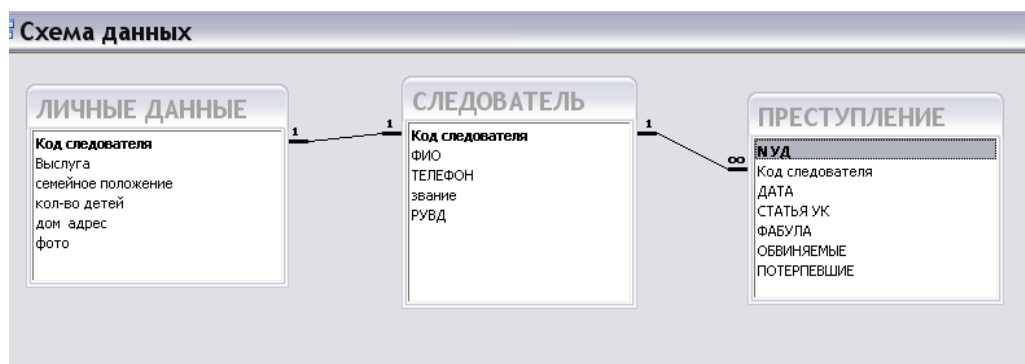 Схема данных
ЛИЧНЫЕ ДАННЫЕ
Код следователя
Выслуга
семейное положение
кол-во детей
дом адрес
фото
1
1
СЛЕДОВАТЕЛЬ
Код следователя
ФИО
ТЕЛЕФОН
звание
РУВД
1
∞
ПРЕСТУПЛЕНИЕ
N УД
Код следователя
ДАТА
СТАТЬЯ УК
ФАБУЛА
ОБВИНЯЕМЫЕ
ПОТЕРПЕВШИЕ